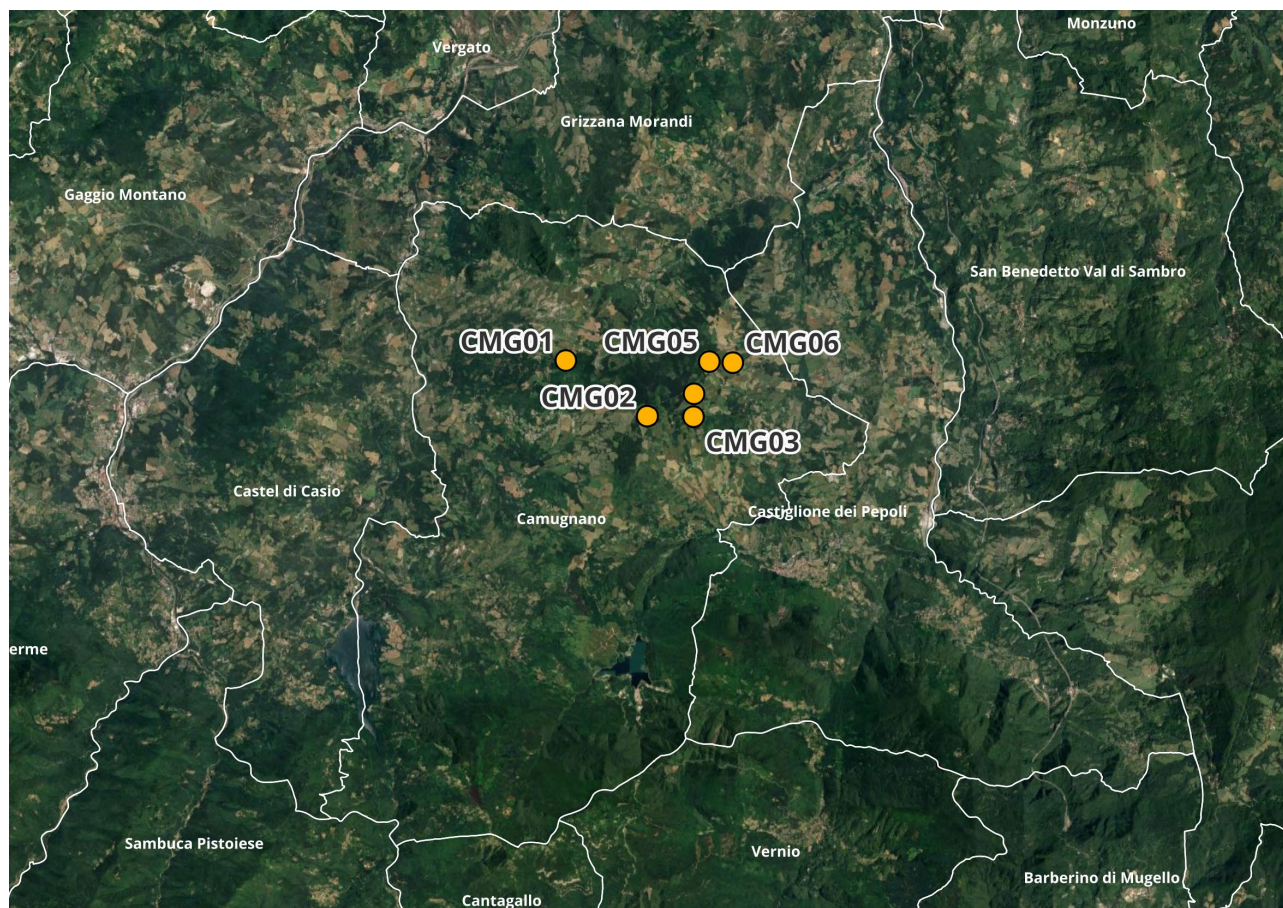 Monzuno
Vergato
Grizzana Morandi
Gaggio Montano
San Benedetto Val di Sambro
CMG01
CMG05
CMG06
CMG02
CMG03
Castel di Casio
Camugnano
Castiglione dei Pepoli
erme
Sambuca Pistoiese
Vernio
Barberino di Mugello
Cantagallo